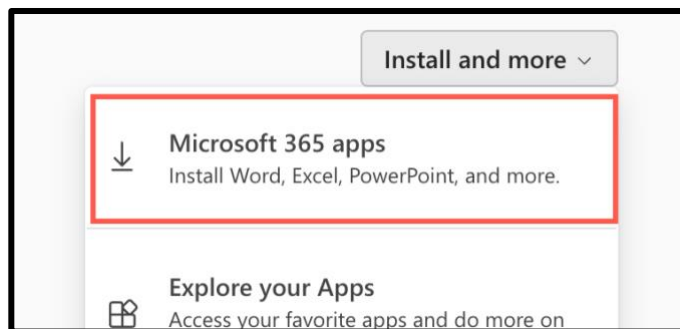 Install and more
Microsoft 365 apps
Install Word, Excel, PowerPoint, and more.
Explore your Apps
Access your favorite apps and do more on